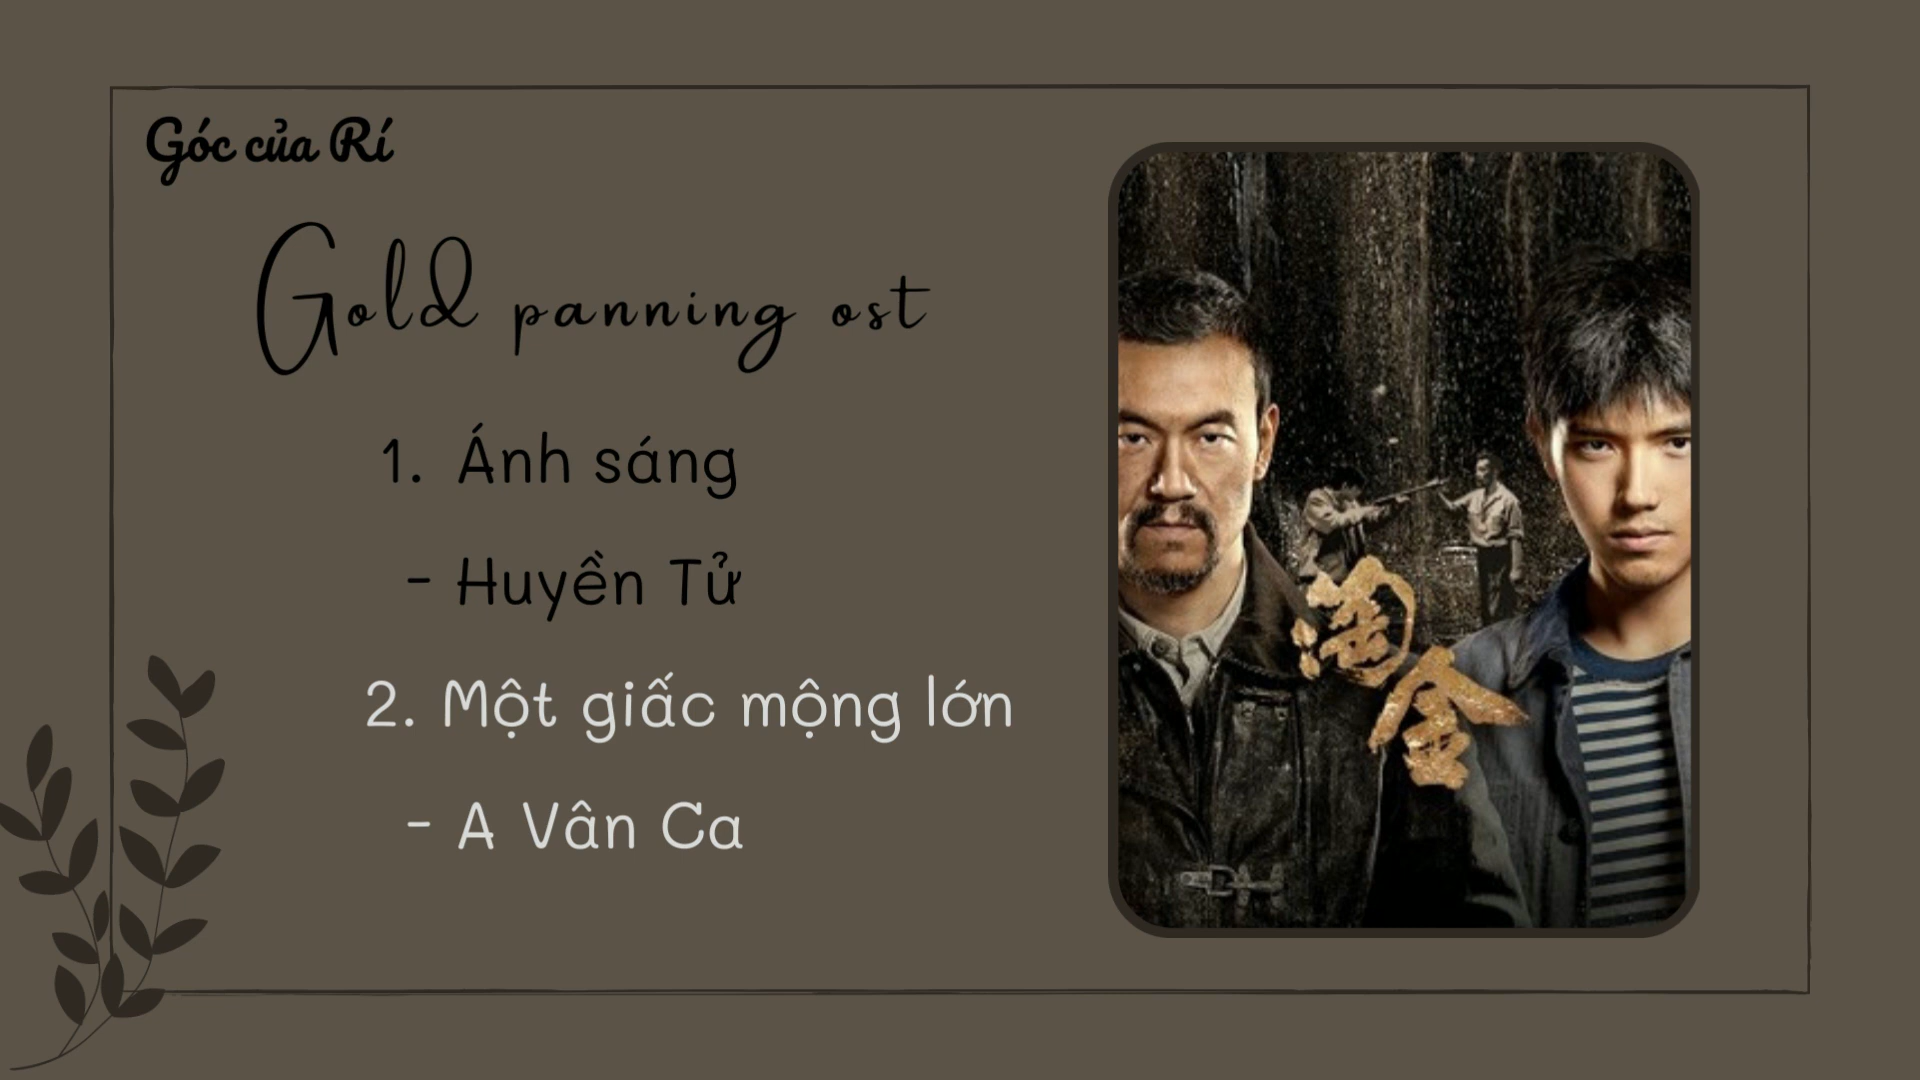 Góc của Rí
Gold panning ost
1. Ánh sáng
- Huyền Tử
2. Một giấc mộng lớn
- A Vân Ca
淘
金